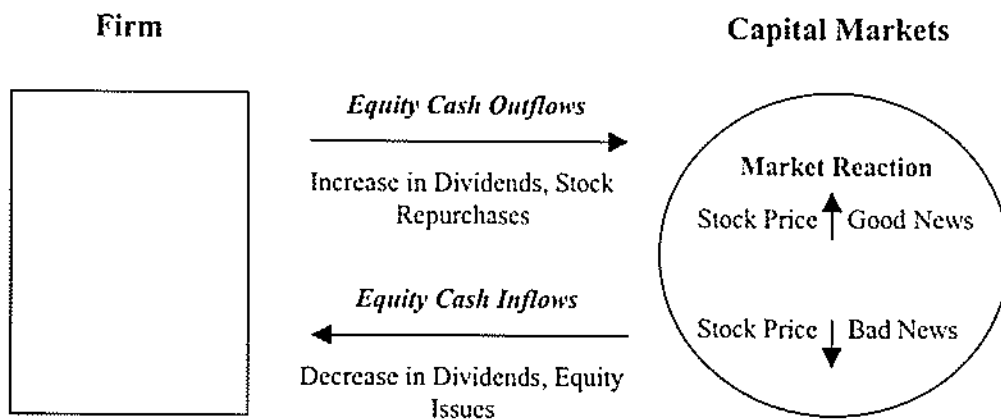 Firm
Capital Markets
Equity Cash Outflows
Increase in Dividends, Stock
Repurchases
Market Reaction
Stock Price Good News
Equity Cash Inflows
Decrease in Dividends, Equity
Issues
Stock Price Bad News